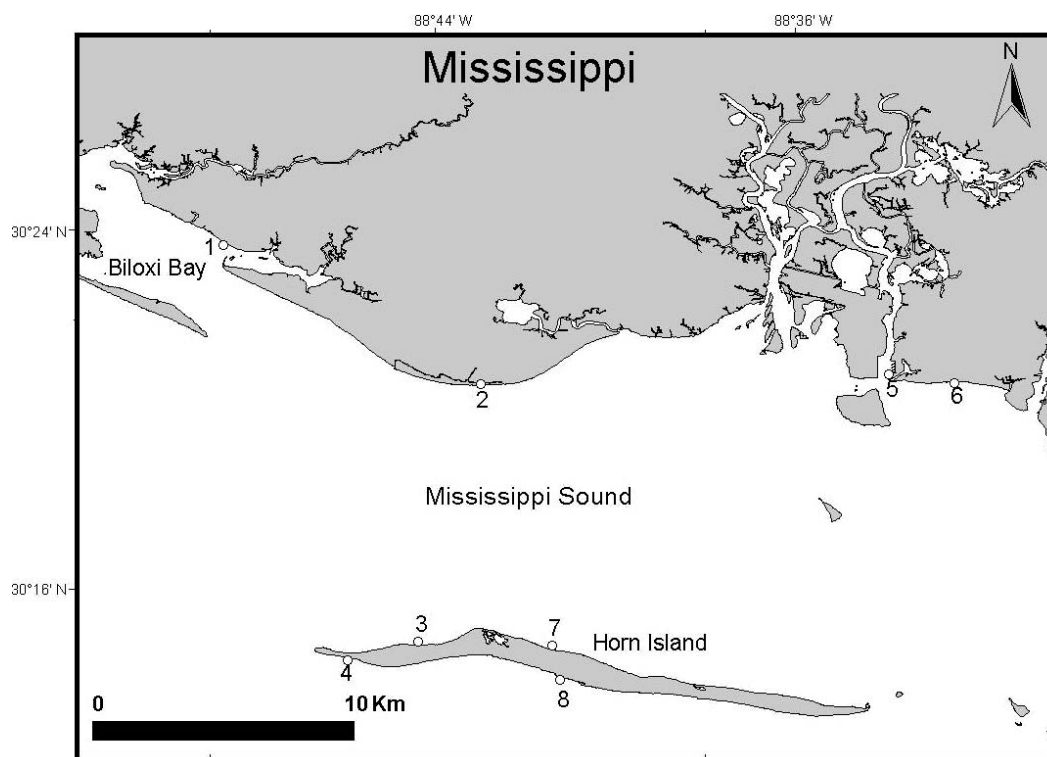 88°44' W
88°36' W
Mississippi
N
30°24' N
1
Biloxi Bay
2
5
6
Mississippi Sound
30°16' N
3
7
Horn Island
4
8
0
10 Km